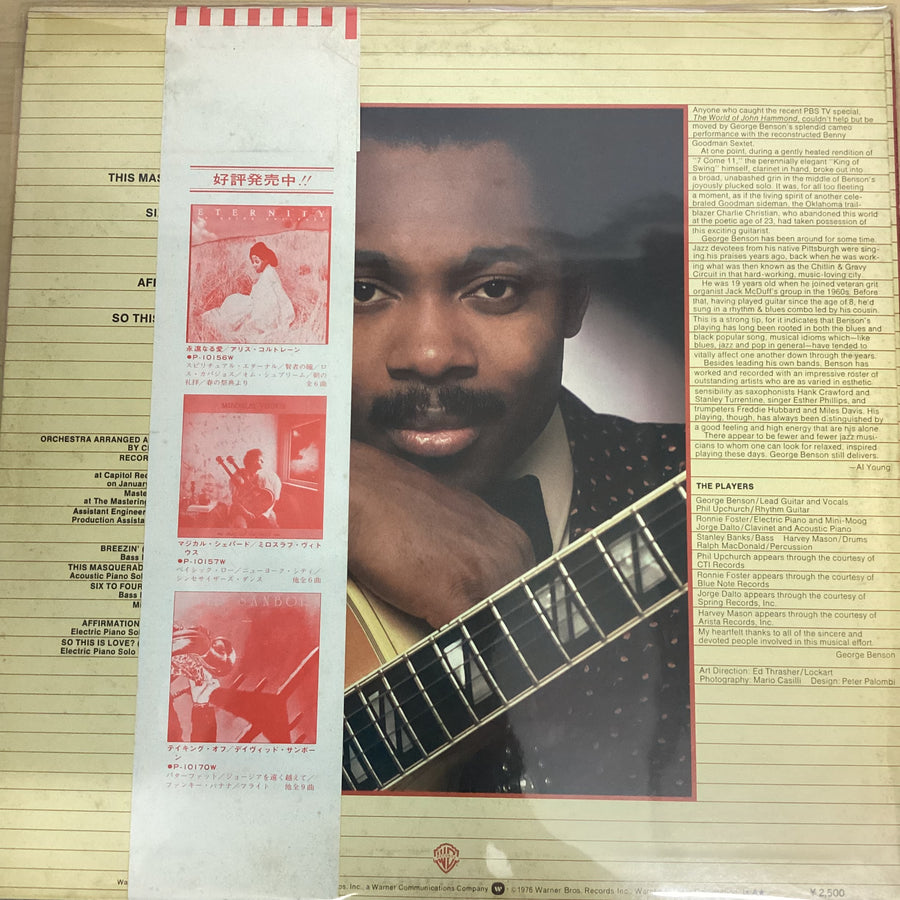 THIS MAS
SI
AFF
SO THIS
ORCHESTRA ARRANGED A
BY C
RECOR
at Capitol Rec
on Januar
Maste
at The Mastering
Assistant Engineer
Production Assista
BREEZIN' (
Bass
THIS MASQUERAD
Acoustic Piano Sol
SIX TO FOUR
Bass
Mi
AFFIRMATION
Electric Piano Sol
SO THIS IS LOVE? (
Electric Piano Solo
好評発売中!!
ETERNITY
永遠なる愛/アリス・コルトレーン
●P-10156W
スピリチュアル・エターナル/賢者の瞳/ロ
ス・カバジョス/オム・シュプリーム/朝の
礼拝/春の祭典より 全6曲
MIROSLAV VITOUS
マジカル・シェパード/ミロスラフ・ヴィト
ウス
●P-10157W
ベイシック・ロー/ニューヨーク・シティ/
シンセサイザーズ・ダンス 他全6曲
SANBOR
テイキング・オフ/デイヴィッド・サンボー
ン
●P-10170W
バターファット/ジョージアを遠く越えて/
ファンキー・バナナ/フライト 他全9曲
Anyone who caught the recent PBS TV special,
The World of John Hammond, couldn't help but be
moved by George Benson's splendid cameo
performance with the reconstructed Benny
Goodman Sextet.
At one point, during a gently heated rendition of
"7 Come 11," the perennially elegant "King of
Swing" himself, clarinet in hand, broke out into
a broad, unabashed grin in the middle of Benson's
joyously plucked solo. It was, for all too fleeting
a moment, as if the living spirit of another cele-
brated Goodman sideman, the Oklahoma trail-
blazer Charlie Christian, who abandoned this world
at the poetic age of 23, had taken possession of
this exciting guitarist.
George Benson has been around for some time.
Jazz devotees from his native Pittsburgh were sing-
ing his praises years ago, back when he was work-
ing what was then known as the Chitlin & Gravy
Circuit in that hard-working, music-loving city.
He was 19 years old when he joined veteran grit
organist Jack McDuff's group in the 1960s. Before
that, having played guitar since the age of 8, he'd
sung in a rhythm & blues combo led by his cousin.
This is a strong tip, for it indicates that Benson's
playing has long been rooted in both the blues and
black popular song, musical idioms which—like
blues, jazz and pop in general—have tended to
vitally affect one another down through the years.
Besides leading his own bands, Benson has
worked and recorded with an impressive roster of
outstanding artists who are as varied in esthetic
sensibility as saxophonists Hank Crawford and
Stanley Turrentine, singer Esther Phillips, and
trumpeters Freddie Hubbard and Miles Davis. His
playing, though, has always been distinguished by
a good feeling and high energy that are his alone.
There appear to be fewer and fewer jazz musi-
cians to whom one can look for relaxed, inspired
playing these days. George Benson still delivers.
—Al Young
THE PLAYERS
George Benson/Lead Guitar and Vocals
Phil Upchurch/Rhythm Guitar
Ronnie Foster/Electric Piano and Mini-Moog
Jorge Dalto/Clavinet and Acoustic Piano
Stanley Banks/Bass Harvey Mason/Drums
Ralph MacDonald/Percussion
Phil Upchurch appears through the courtesy of
CTI Records
Ronnie Foster appears through the courtesy of
Blue Note Records
Jorge Dalto appears through the courtesy of
Spring Records, Inc.
Harvey Mason appears through the courtesy of
Arista Records, Inc.
My heartfelt thanks to all of the sincere and
devoted people involved in this musical effort.
George Benson
Art Direction: Ed Thrasher/Lockart
Photography: Mario Casilli Design: Peter Palombi
Wa
os. Inc., a Warner Communications Company ©1976 Warner Bros. Records Inc.
¥2,500